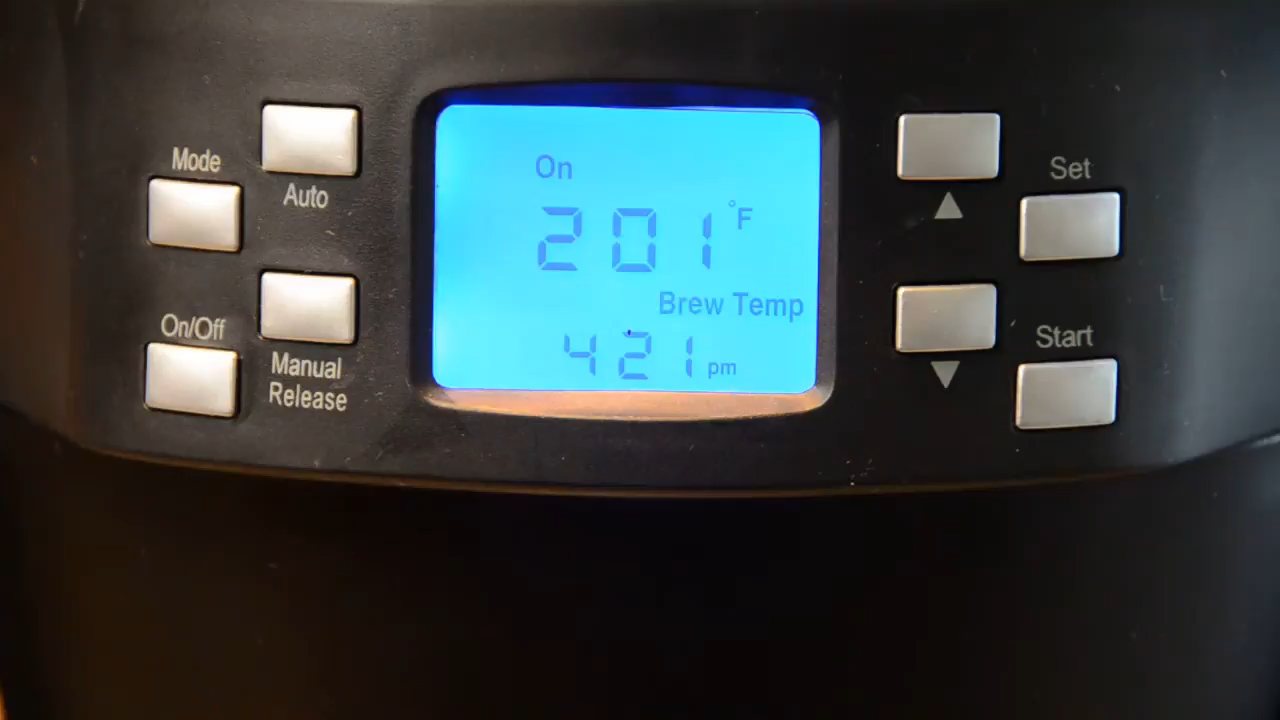 Mode
Auto
On/Off
Manual
Release
On
201°F
Brew Temp
421 pm
▲
Set
▼
Start